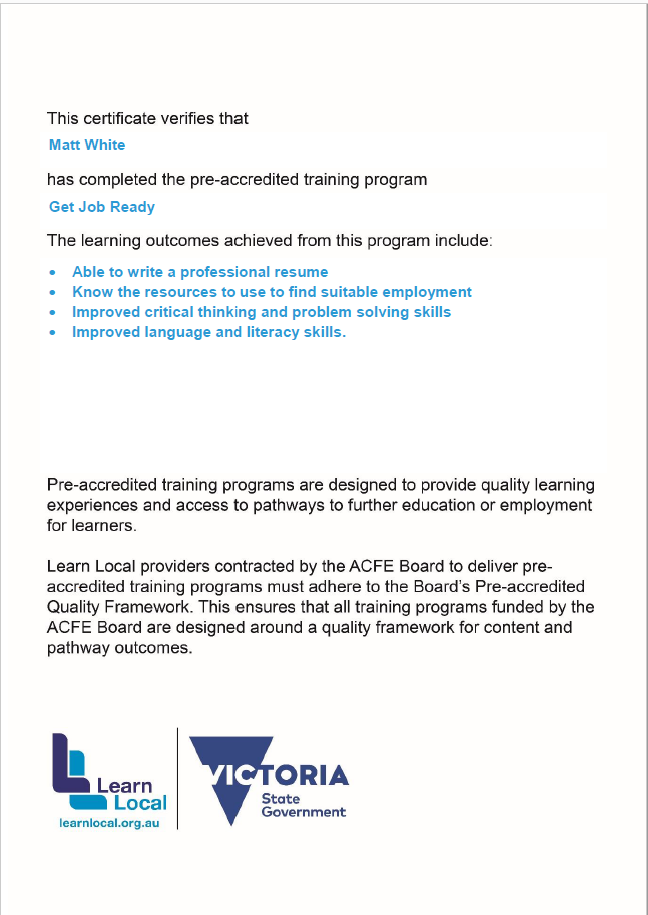 This certificate verifies that
Matt White
has completed the pre-accredited training program
Get Job Ready
The learning outcomes achieved from this program include:
• Able to write a professional resume
• Know the resources to use to find suitable employment
• Improved critical thinking and problem solving skills
• Improved language and literacy skills.
Pre-accredited training programs are designed to provide quality learning
experiences and access to pathways to further education or employment
for learners.
Learn Local providers contracted by the ACFE Board to deliver pre-
accredited training programs must adhere to the Board's Pre-accredited
Quality Framework. This ensures that all training programs funded by the
ACFE Board are designed around a quality framework for content and
pathway outcomes.
Learn
Local
learnlocal.org.au
VICTORIA
State
Government